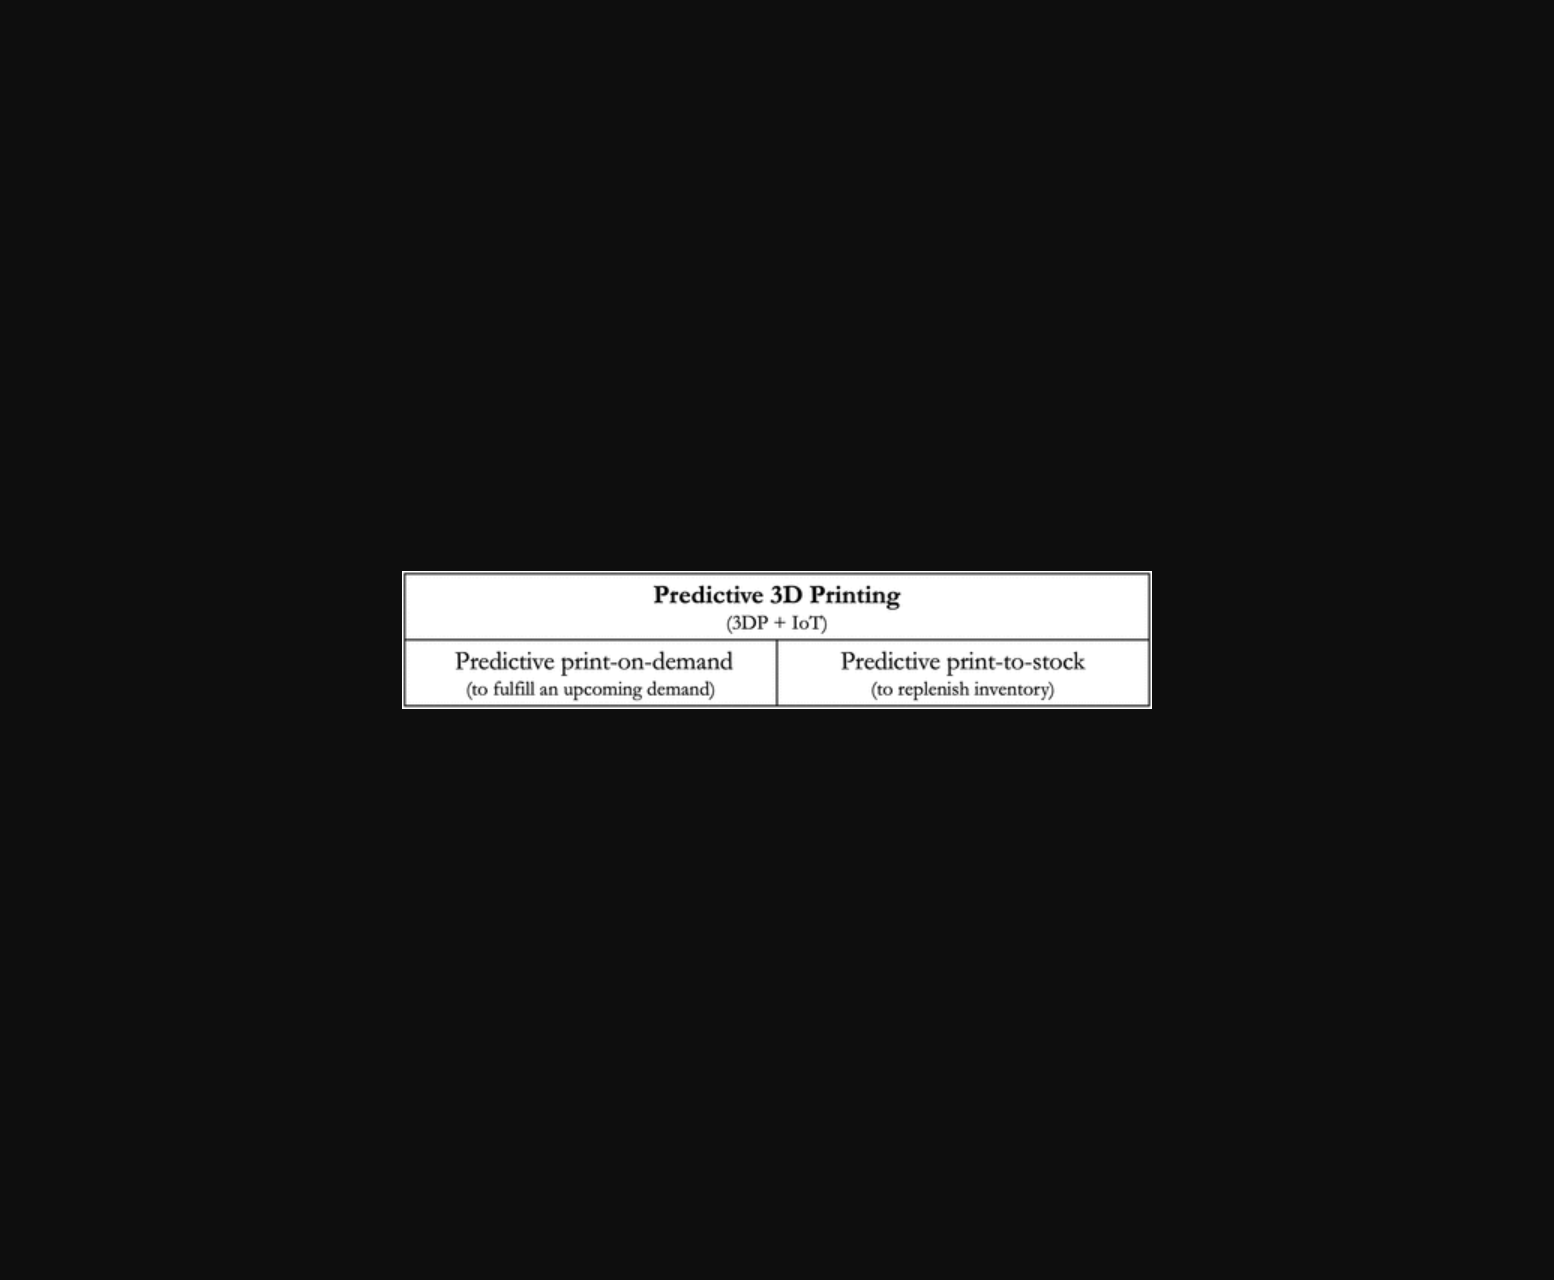 Predictive 3D Printing
(3DP + IoT)
Predictive print-on-demand
(to fulfill an upcoming demand)
Predictive print-to-stock
(to replenish inventory)